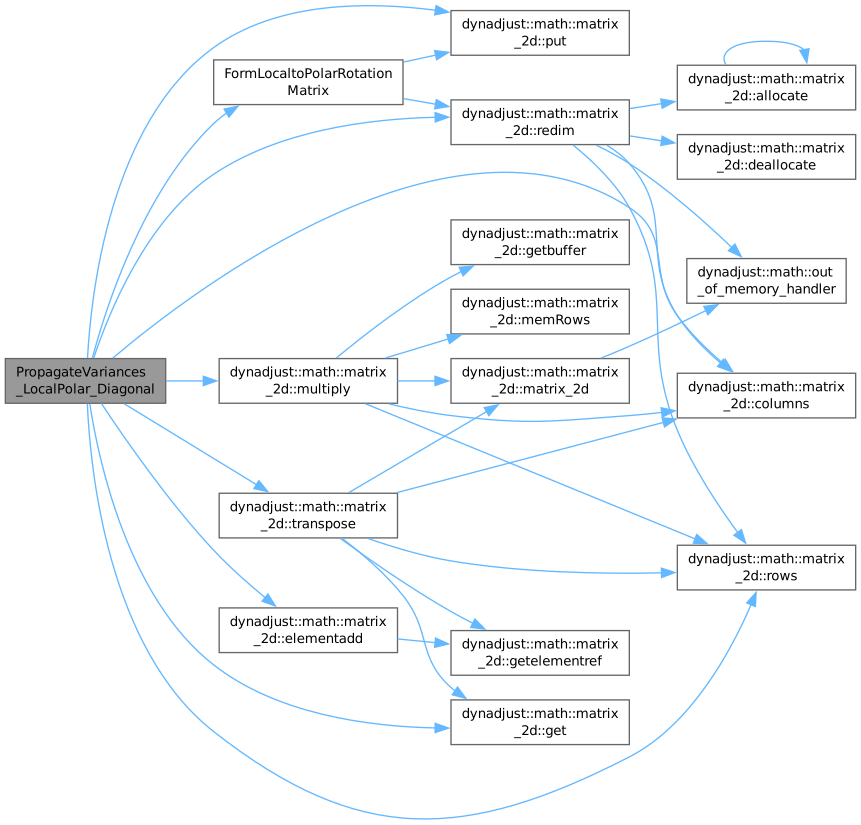 dynadjust::math::matrix
_2d::put
FormLocaltoPolarRotation
Matrix
dynadjust::math::matrix
_2d::allocate
dynadjust::math::matrix
_2d::redim
dynadjust::math::matrix
_2d::deallocate
dynadjust::math::matrix
_2d::getbuffer
dynadjust::math::out
_of_memory_handler
dynadjust::math::matrix
_2d::memRows
PropagateVariances
_LocalPolar_Diagonal
dynadjust::math::matrix
_2d::multiply
dynadjust::math::matrix
_2d::matrix_2d
dynadjust::math::matrix
_2d::columns
dynadjust::math::matrix
_2d::transpose
dynadjust::math::matrix
_2d::rows
dynadjust::math::matrix
_2d::elementadd
dynadjust::math::matrix
_2d::getelementref
dynadjust::math::matrix
_2d::get